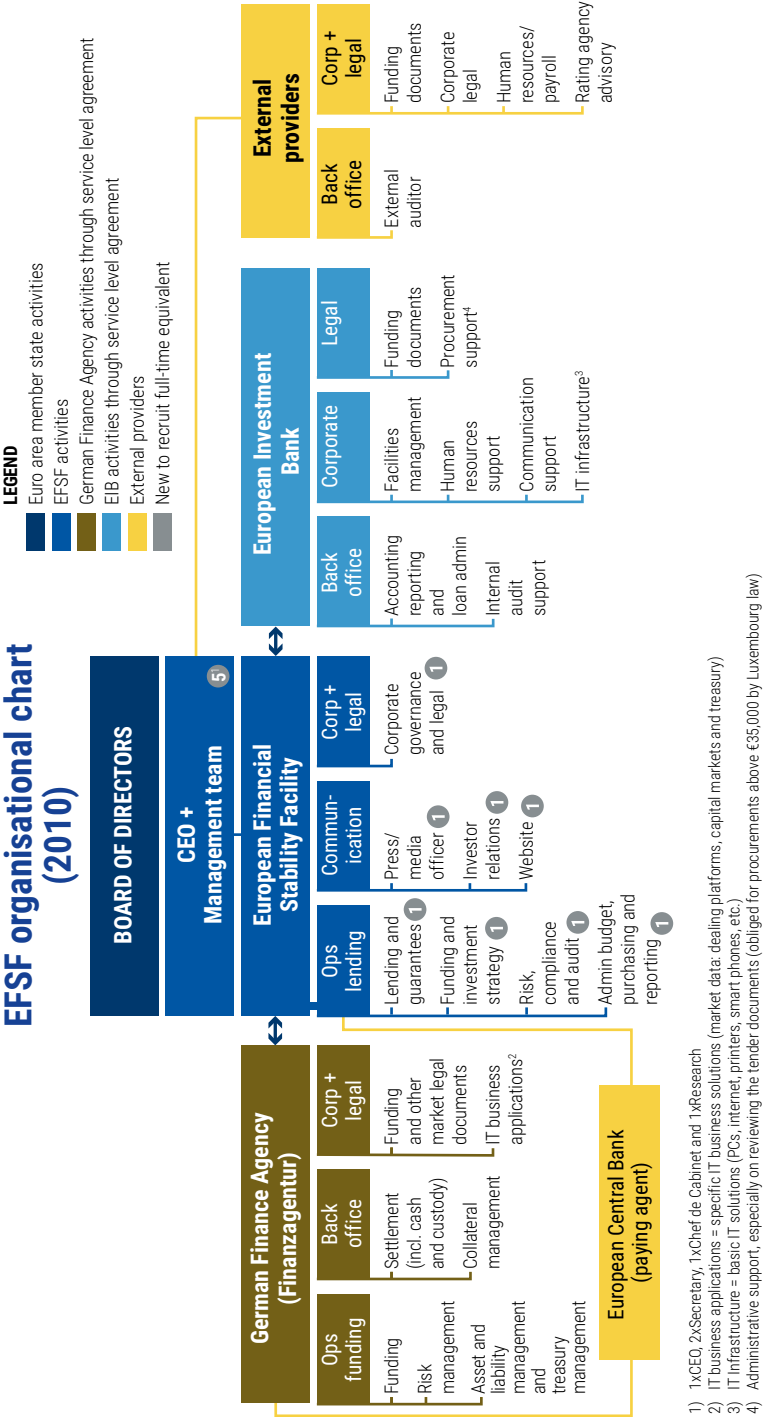 EFSF organisational chart
(2010)
LEGEND
Euro area member state activities
EFSF activities
German Finance Agency activities through service level agreement
EIB activities through service level agreement
External providers
New to recruit full-time equivalent
BOARD OF DIRECTORS
CEO +
Management team
5¹
German Finance Agency
(Finanzagentur)
Ops
funding
Funding
Risk
management
Asset and
liability
management
and
treasury
management
Back
office
Settlement
(incl. cash
and custody)
Collateral
management
Corp +
legal
Funding
and other
market legal
documents
IT business
applications²
European Central Bank
(paying agent)
European Financial
Stability Facility
Ops
lending
Lending and
guarantees 1
Funding and
investment
strategy 1
Risk,
compliance
and audit 1
Admin budget,
purchasing and
reporting 1
Commun-
ication
Press/
media
officer 1
Investor
relations 1
Website 1
Corp +
legal
Corporate
governance
and legal 1
European Investment
Bank
Back
office
Accounting
reporting
and
loan admin
Internal
audit
support
Corporate
Facilities
management
Human
resources
support
Communication
support
IT infrastructure³
Legal
Funding
documents
Procurement
support⁴
External
providers
Back
office
External
auditor
Corp +
legal
Funding
documents
Corporate
legal
Human
resources/
payroll
Rating agency
advisory
1) 1xCEO, 2xSecretary, 1xChef de Cabinet and 1xResearch
2) IT business applications = specific IT business solutions (market data: dealing platforms, capital markets and treasury)
3) IT Infrastructure = basic IT solutions (PCs, internet, printers, smart phones, etc.)
4) Administrative support, especially on reviewing the tender documents (obliged for procurements above €35,000 by Luxembourg law)